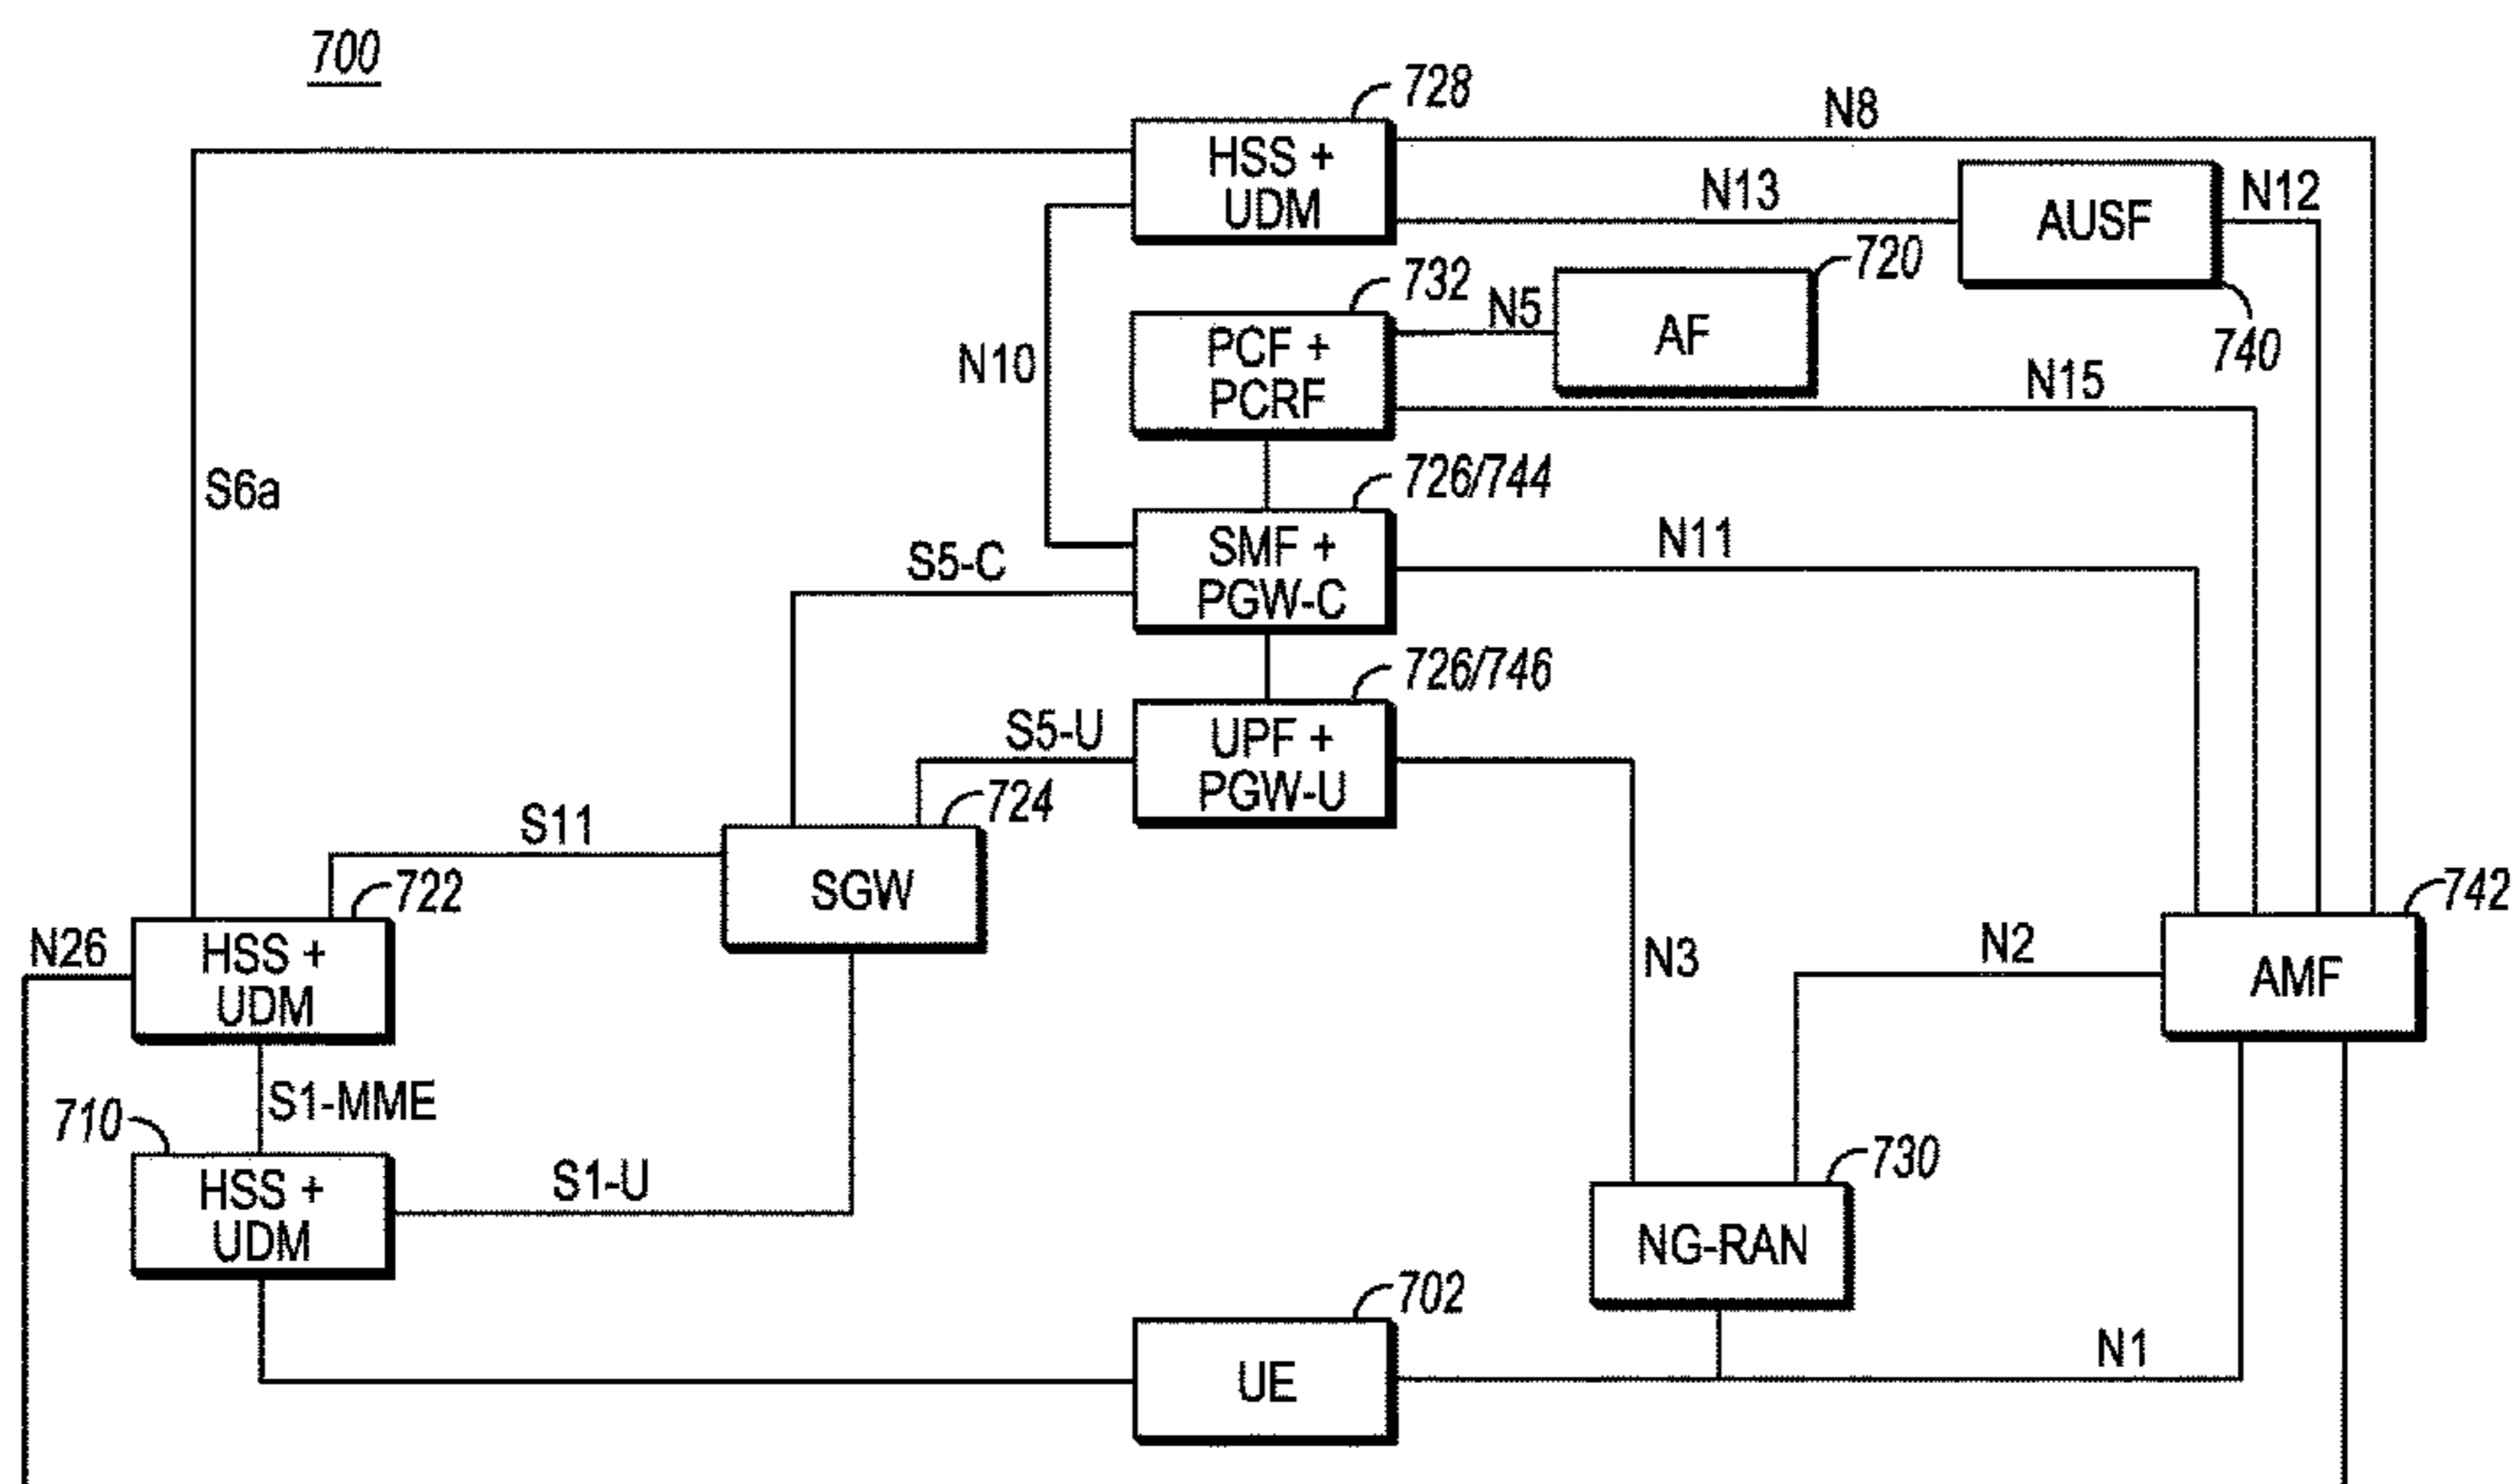 700
728
HSS +
UDM
N8
N13
AUSF
N12
740
732
PCF +
PCRF
N5
AF
720
N15
N10
S6a
726/744
SMF +
PGW-C
S5-C
N11
726/746
UPF +
PGW-U
S5-U
724
SGW
S11
722
HSS +
UDM
N26
S1-MME
710
HSS +
UDM
S1-U
N3
N2
742
AMF
730
NG-RAN
702
UE
N1